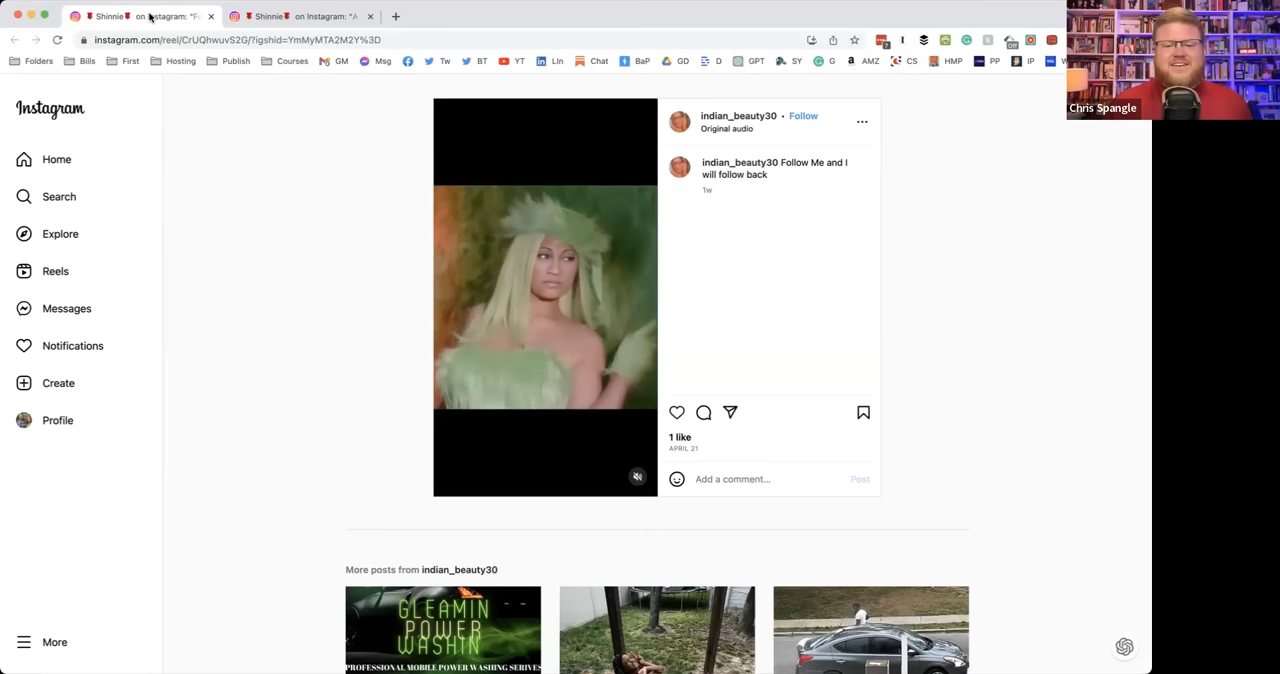 Shinnie on Instagram: "Fa
Shinnie on Instagram: "A
instagram.com/reel/CrUQhwuvS2G/?igshid=YmMyMTA2M2Y%3D
7
Off
Folders Bills First Hosting Publish Courses GM Msg Tw BT YT Lin Chat BaP GD D GPT SY G AMZ CS HMP PP IP
Chris Spangle
Instagram
Home
Search
Explore
Reels
Messages
Notifications
Create
Profile
More
indian_beauty30 • Follow
Original audio
indian_beauty30 Follow Me and I
will follow back
1w
1 like
APRIL 21
Add a comment... Post
More posts from indian_beauty30
GLEAMIN
POWER
WASHIN
PROFESSIONAL MOBILE POWER WASHING SERIVES